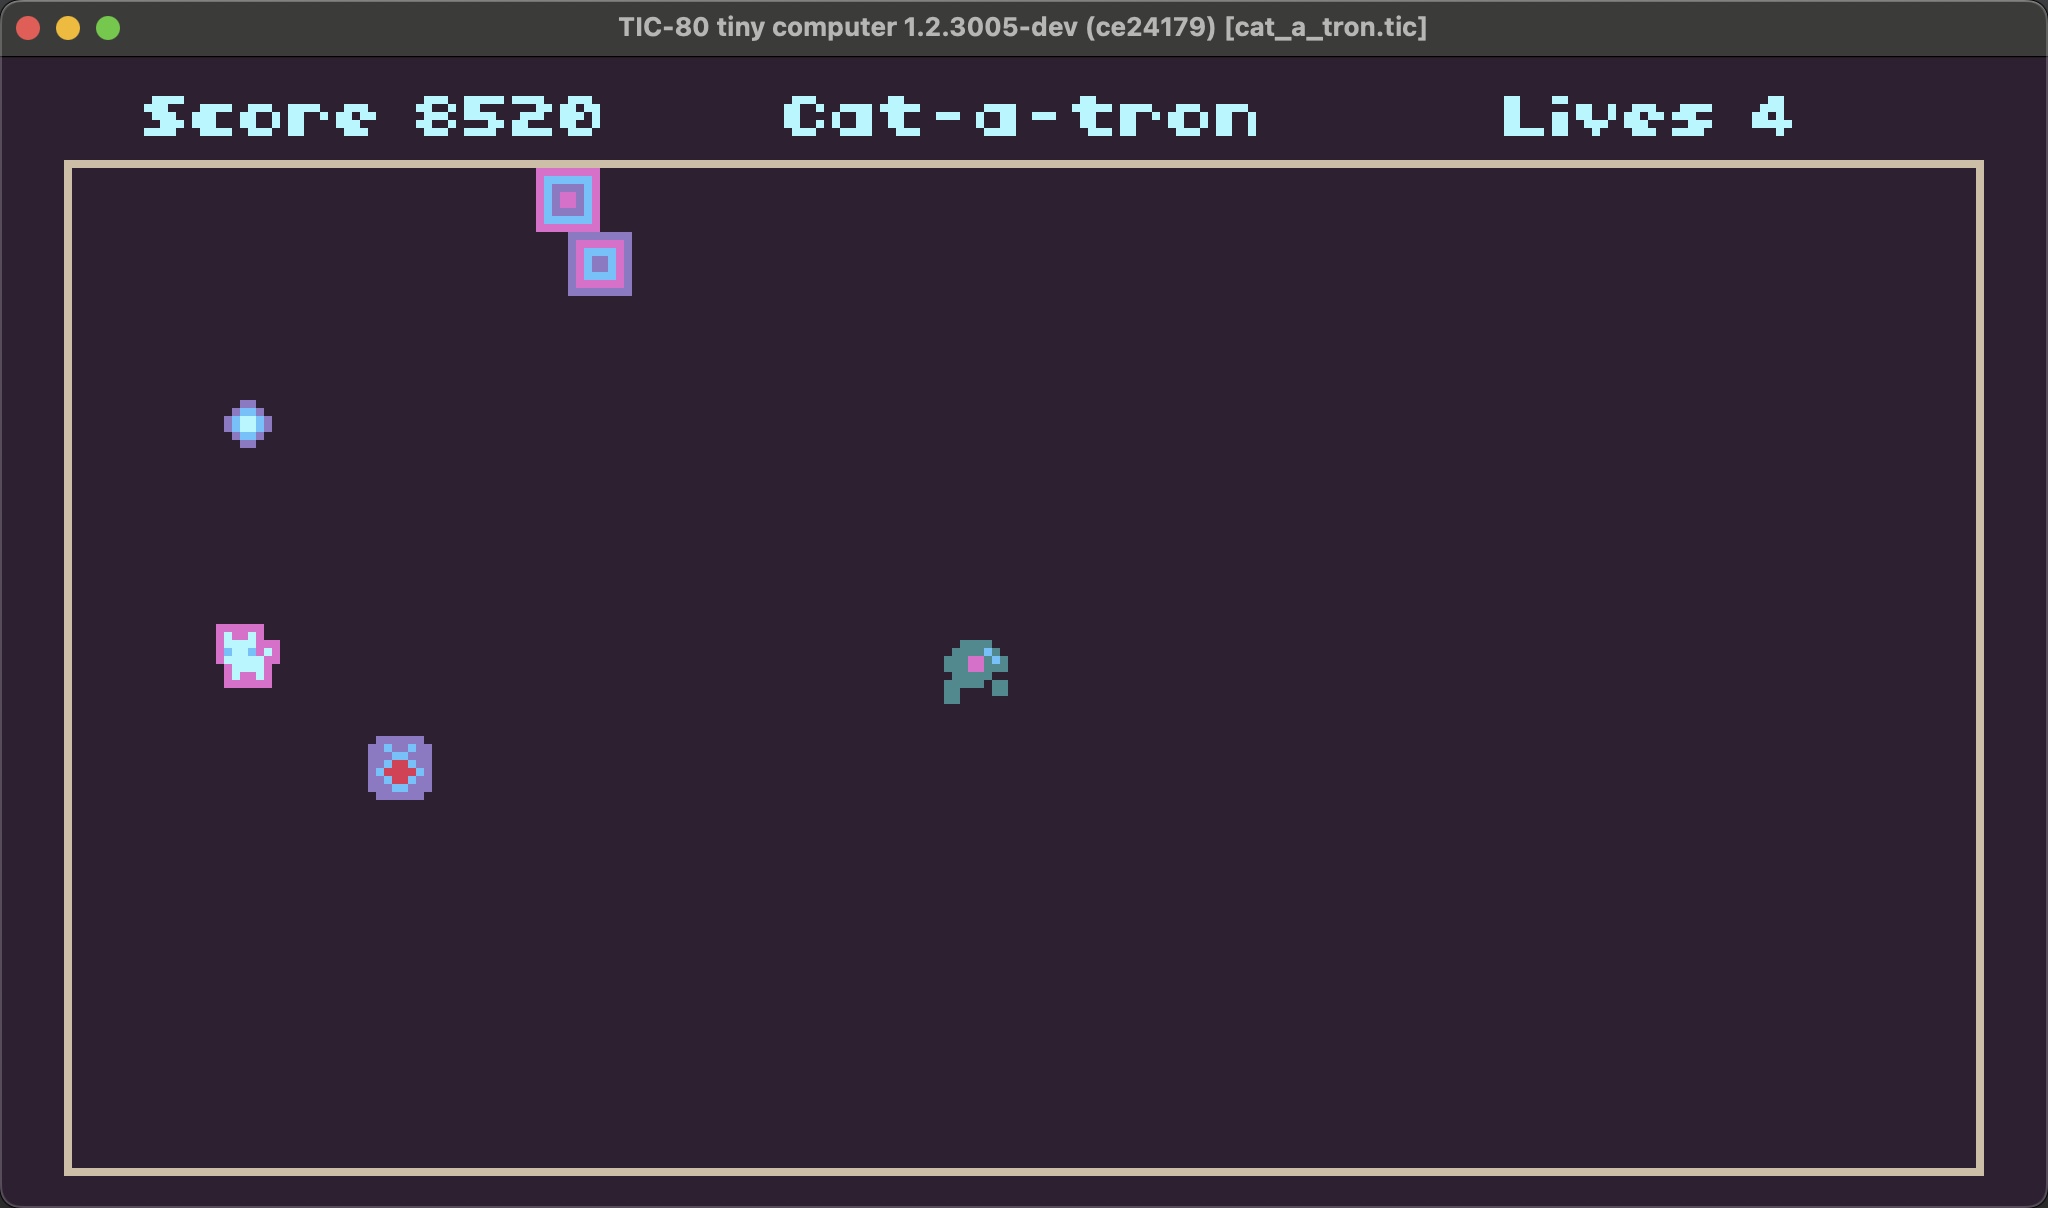 TIC-80 tiny computer 1.2.3005-dev (ce24179) [cat_a_tron.tic]
Score 8520 Cat-a-tron Lives 4